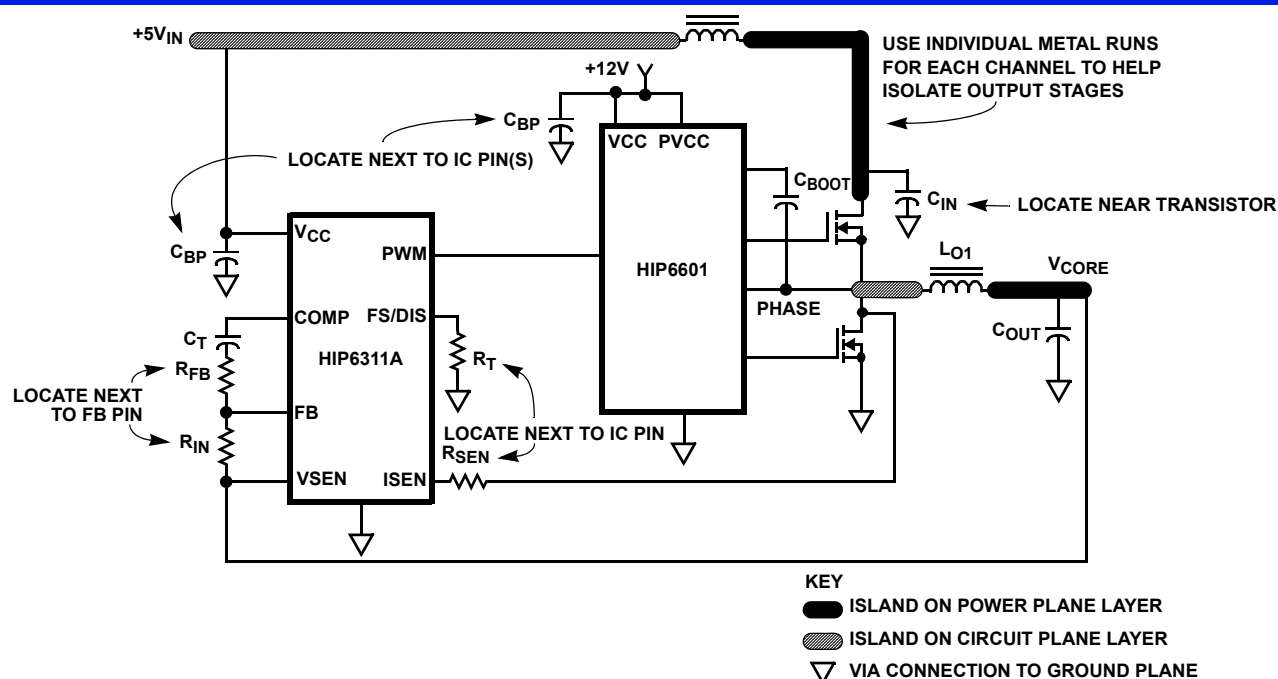 +5VIN
USE INDIVIDUAL METAL RUNS
FOR EACH CHANNEL TO HELP
ISOLATE OUTPUT STAGES
+12V
CBP
VCC PVCC
LOCATE NEXT TO IC PIN(S)
CBOOT
CIN
LOCATE NEAR TRANSISTOR
VCC
CBP
PWM
HIP6601
LO1
VCORE
PHASE
COMP
FS/DIS
CT
HIP6311A
RT
COUT
RFB
LOCATE NEXT
TO FB PIN
FB
RIN
LOCATE NEXT TO IC PIN
RSEN
VSEN
ISEN
KEY
ISLAND ON POWER PLANE LAYER
ISLAND ON CIRCUIT PLANE LAYER
VIA CONNECTION TO GROUND PLANE